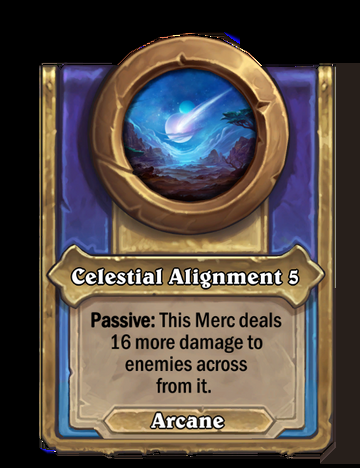 Celestial Alignment 5
Passive: This Merc deals
16 more damage to
enemies across
from it.
Arcane